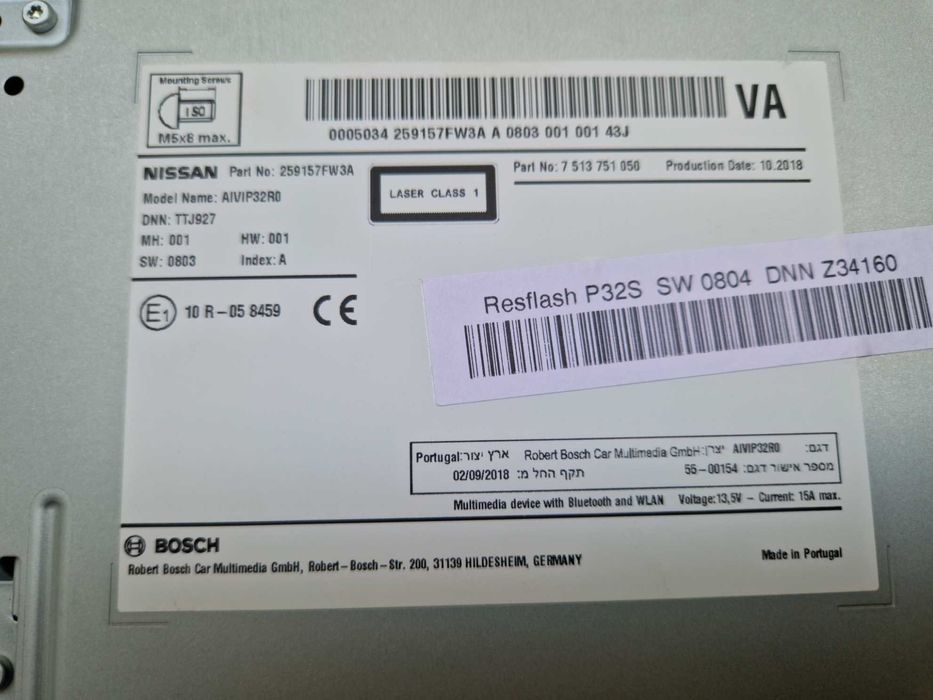 Mounting Screws
ISO
M5x8 max.
0005034 259157FW3A A 0803 001 001 43J
VA
NISSAN Part No: 259157FW3A
Model Name: AIVIP32R0
DNN: TTJ927
MH: 001 HW: 001
SW: 0803 Index: A
LASER CLASS 1
Part No: 7 513 751 050 Production Date: 10.2018
E1 10 R-05 8459 CE
Resflash P32S SW 0804 DNN Z34160
דגם: AIVIP32R0 יצרן: Robert Bosch Car Multimedia GmbH ארץ יצור: Portugal
מספר אישור דגם: 55-00154 תקף החל מ: 02/09/2018
Multimedia device with Bluetooth and WLAN Voltage: 13,5V - Current: 15A max.
BOSCH
Robert Bosch Car Multimedia GmbH, Robert-Bosch-Str. 200, 31139 HILDESHEIM, GERMANY
Made in Portugal